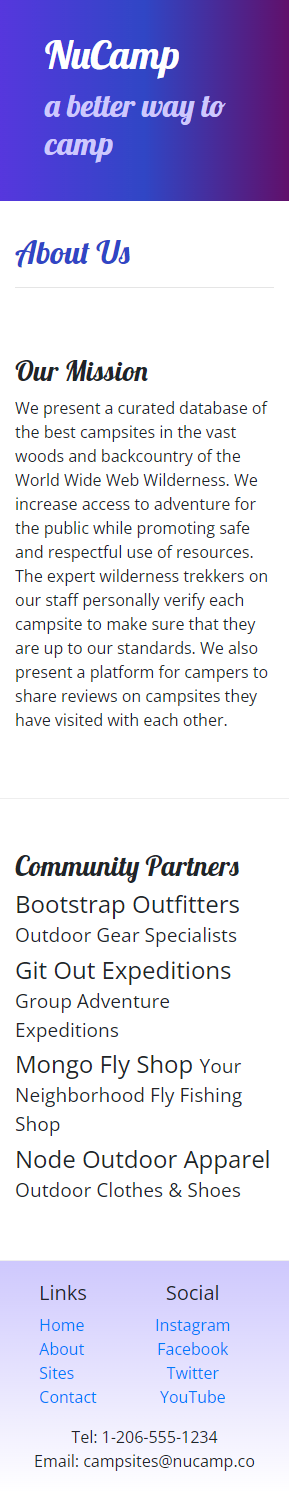 NuCamp
a better way to
camp
About Us
Our Mission
We present a curated database of
the best campsites in the vast
woods and backcountry of the
World Wide Web Wilderness. We
increase access to adventure for
the public while promoting safe
and respectful use of resources.
The expert wilderness trekkers on
our staff personally verify each
campsite to make sure that they
are up to our standards. We also
present a platform for campers to
share reviews on campsites they
have visited with each other.
Community Partners
Bootstrap Outfitters
Outdoor Gear Specialists
Git Out Expeditions
Group Adventure
Expeditions
Mongo Fly Shop Your
Neighborhood Fly Fishing
Shop
Node Outdoor Apparel
Outdoor Clothes & Shoes
Links
Home
About
Sites
Contact
Social
Instagram
Facebook
Twitter
YouTube
Tel: 1-206-555-1234
Email: campsites@nucamp.co